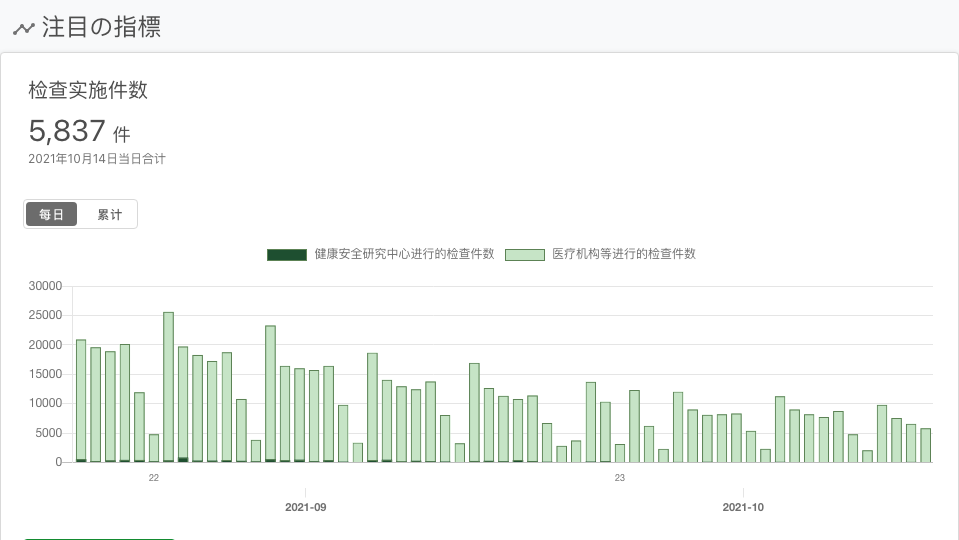 注目の指標
检查实施件数
5,837 件
2021年10月14日当日合计
每日 累计
健康安全研究中心进行的检查件数 医疗机构等进行的检查件数
30000
25000
20000
15000
10000
5000
0
22 23
2021-09 2021-10